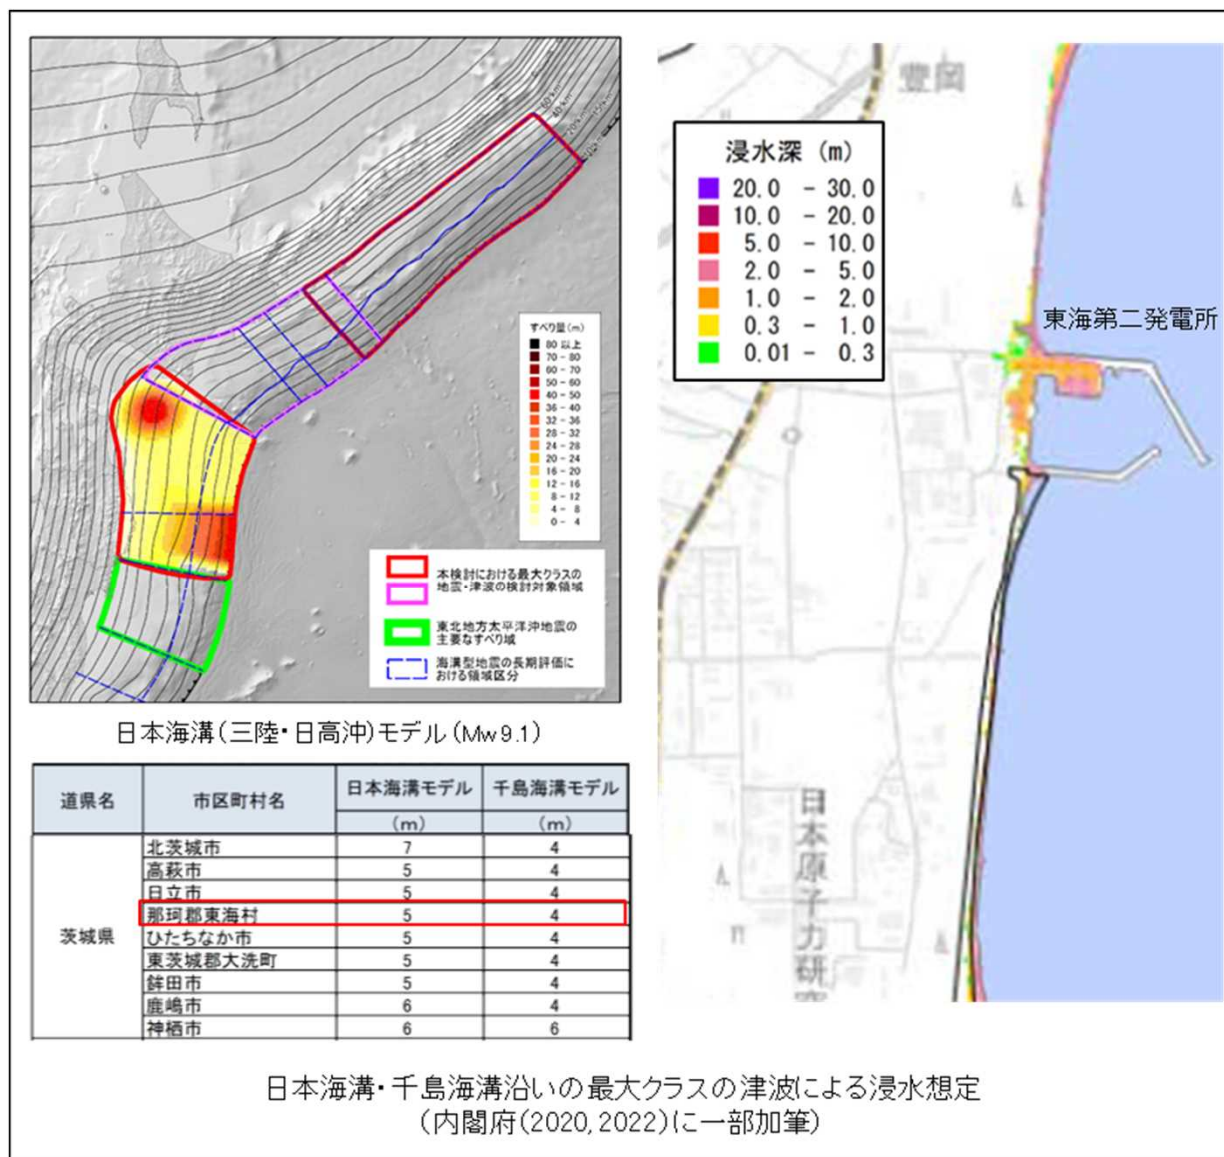 60 km
40 km
20 km
15 km
10km
すべり量(m)
80 以上
70 - 80
60 - 70
50 - 60
40 - 50
36 - 40
32 - 36
28 - 32
24 - 28
20 - 24
16 - 20
12 - 16
8 - 12
4 - 8
0 - 4
本検討における最大クラスの
地震・津波の検討対象領域
東北地方太平洋沖地震の
主要なすべり域
海溝型地震の長期評価に
おける領域区分
日本海溝(三陸・日高沖)モデル(Mw9.1)
道県名 市区町村名 日本海溝モデル 千島海溝モデル
(m) (m)
茨城県
北茨城市 7 4
高萩市 5 4
日立市 5 4
那珂郡東海村 5 4
ひたちなか市 5 4
東茨城郡大洗町 5 4
鉾田市 5 4
鹿嶋市 6 4
神栖市 6 6
豊岡
浸水深 (m)
20.0 - 30.0
10.0 - 20.0
5.0 - 10.0
2.0 - 5.0
1.0 - 2.0
0.3 - 1.0
0.01 - 0.3
東海第二発電所
日本原子力研
日本海溝・千島海溝沿いの最大クラスの津波による浸水想定
(内閣府(2020,2022)に一部加筆)